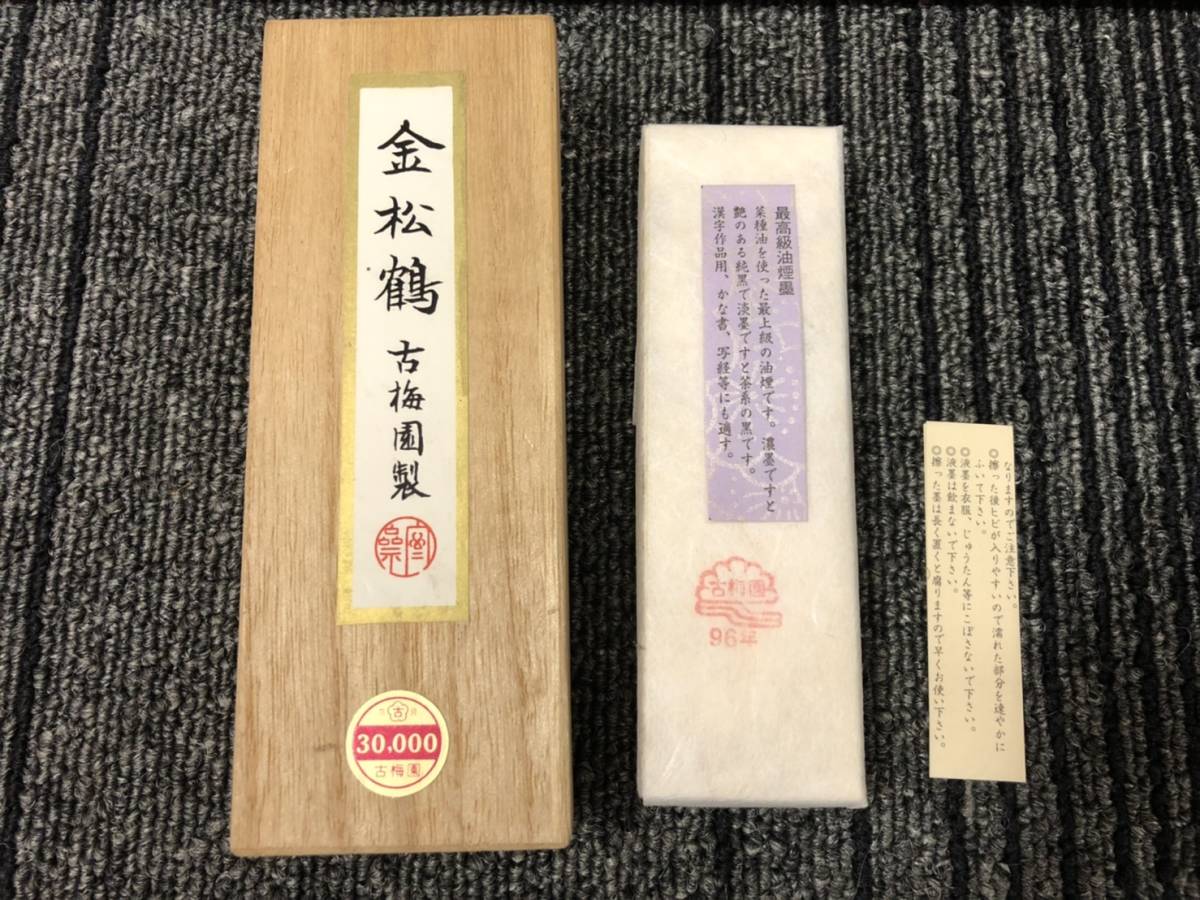 金松鶴 古梅園製
古
30,000
古梅園
最高級油煙墨
菜種油を使った最上級の油煙です。濃墨ですと
艶のある純黒で淡墨ですと茶系の黒です。
漢字作品用、かな書、写経等にも適す。
古梅園
96年
なりますのでご注意下さい。
◎擦った後ヒビが入りやすいので濡れた部分を速やかに
ふいて下さい。
◎液墨を衣服、じゅうたん等にこぼさないで下さい。
◎液墨は飲まないで下さい。
◎擦った墨は長く置くと腐りますので早くお使い下さい。